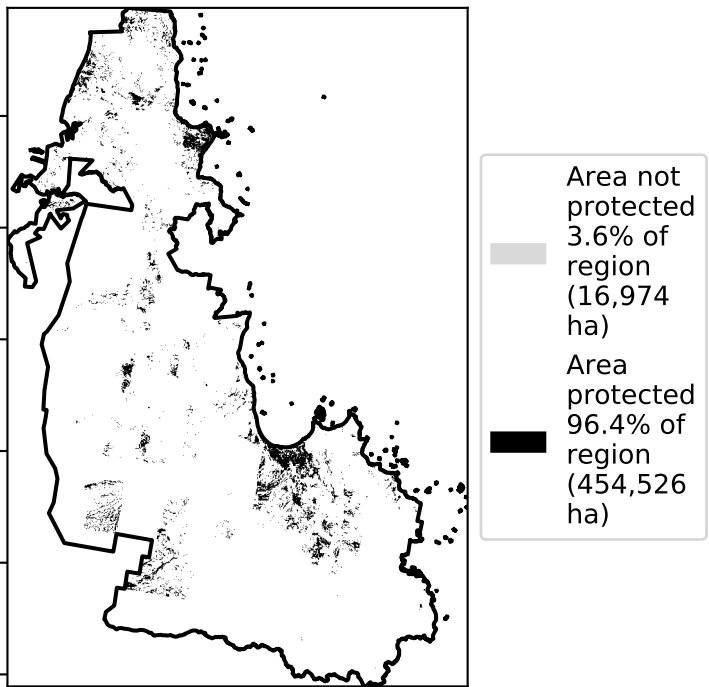 Area not
protected
3.6% of
region
(16,974
ha)
Area
protected
96.4% of
region
(454,526
ha)